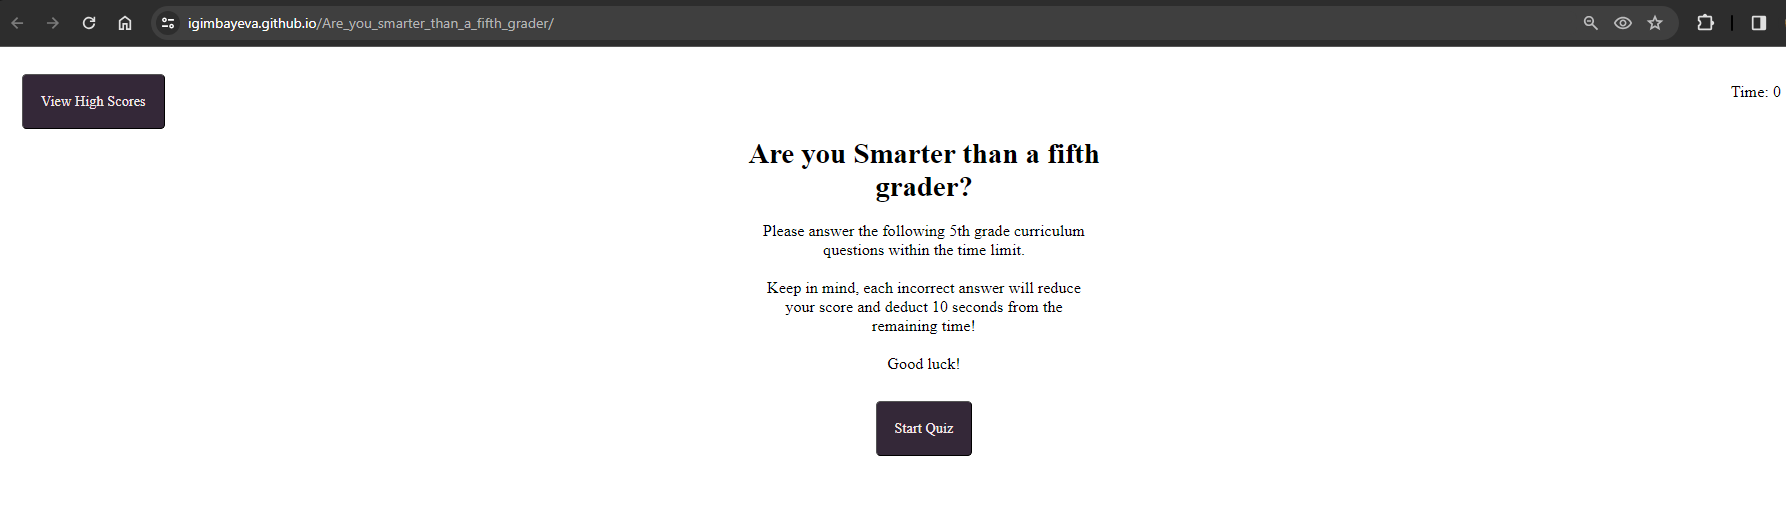 igimbayeva.github.io/Are_you_smarter_than_a_fifth_grader/
View High Scores
Time: 0
Are you Smarter than a fifth
grader?
Please answer the following 5th grade curriculum
questions within the time limit.
Keep in mind, each incorrect answer will reduce
your score and deduct 10 seconds from the
remaining time!
Good luck!
Start Quiz